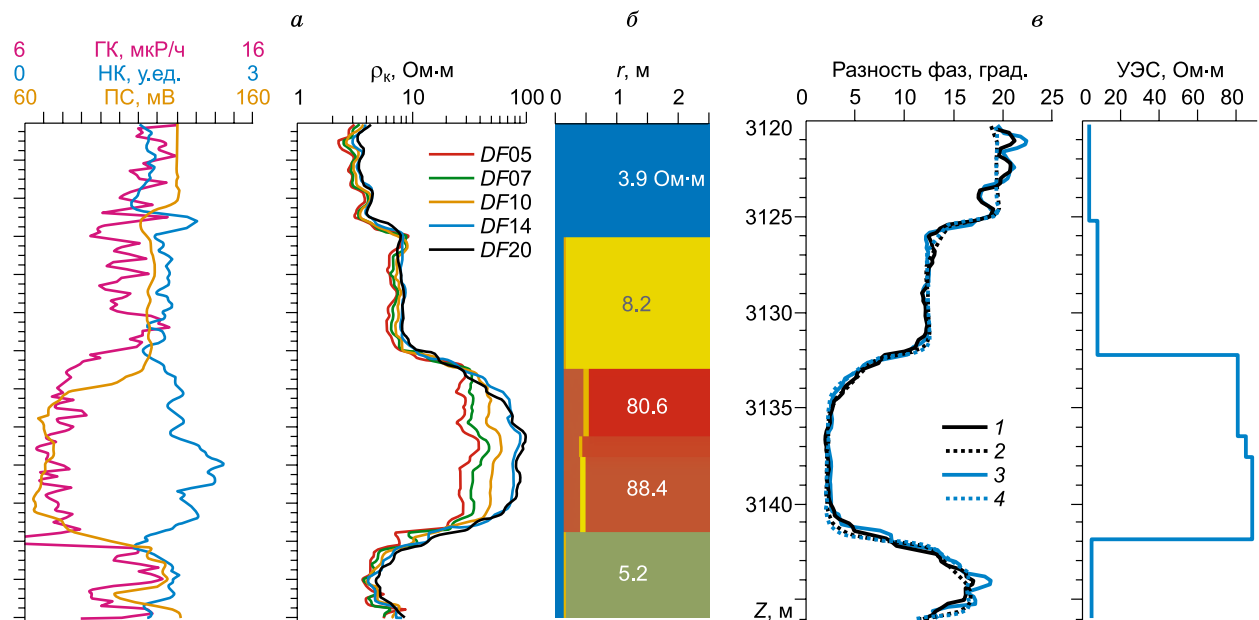 а
б
в
6 ГК, мкР/ч 16
0 НК, у.ед. 3
60 ПС, мВ 160
ρк, Ом·м
1 10 100
DF05
DF07
DF10
DF14
DF20
r, м
0 1 2
3.9 Ом·м
8.2
80.6
88.4
5.2
Разность фаз, град.
0 5 10 15 20 25
3120
3125
3130
3135
3140
Z, м
1
2
3
4
УЭС, Ом·м
0 20 40 60 80